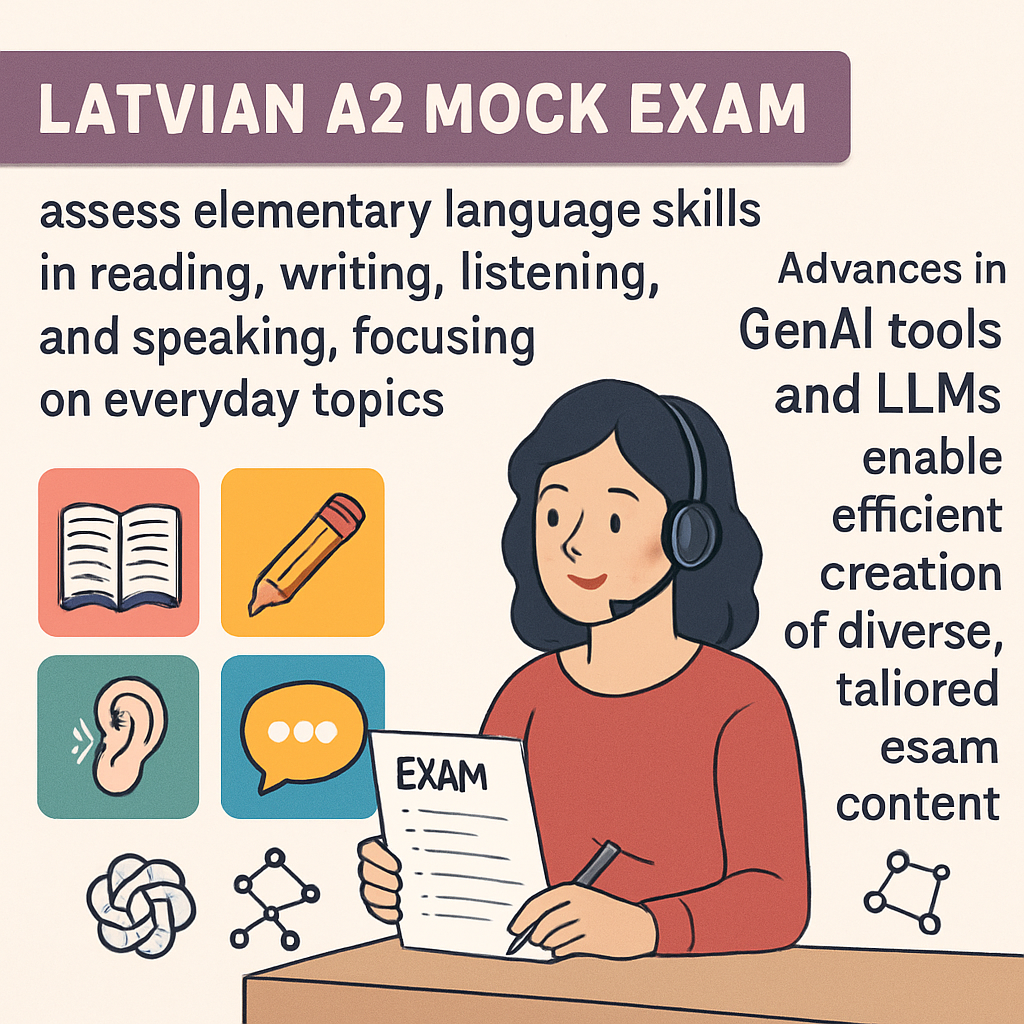 LATVIAN A2 MOCK EXAM
assess elementary language skills
in reading, writing, listening,
and speaking, focusing
on everyday topics
Advances in
GenAI tools
and LLMs
enable
efficient
creation
of diverse,
taliored
esam
content
EXAM